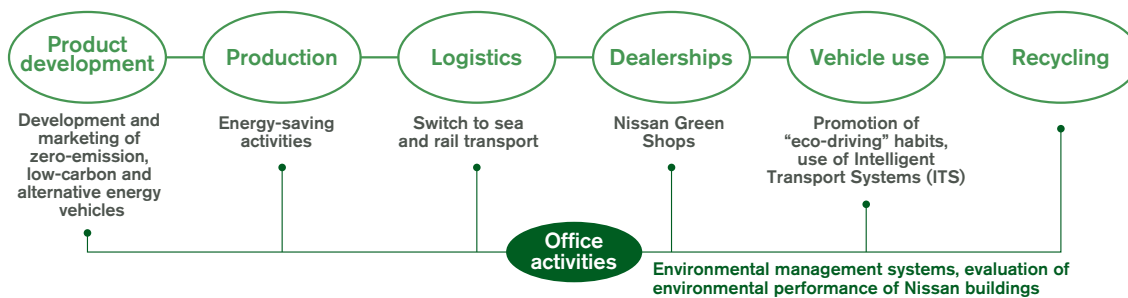 Product
development
Production
Logistics
Dealerships
Vehicle use
Recycling
Development and
marketing of
zero-emission,
low-carbon and
alternative energy
vehicles
Energy-saving
activities
Switch to sea
and rail transport
Nissan Green
Shops
Promotion of
“eco-driving” habits,
use of Intelligent
Transport Systems (ITS)
Office
activities
Environmental management systems, evaluation of
environmental performance of Nissan buildings